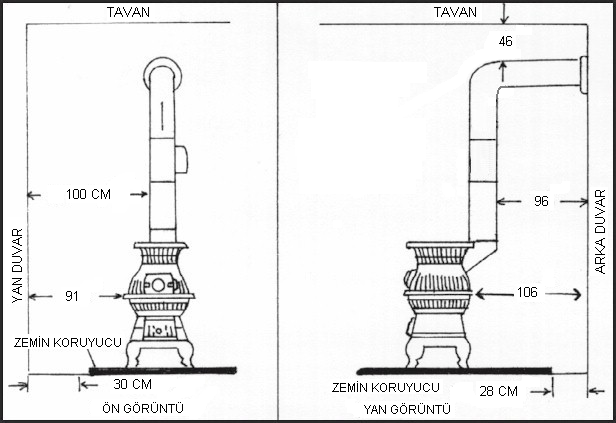 TAVAN
100 CM
YAN DUVAR
91
ZEMİN KORUYUCU
30 CM
ÖN GÖRÜNTÜ
TAVAN
46
96
ARKA DUVAR
106
ZEMİN KORUYUCU
28 CM
YAN GÖRÜNTÜ